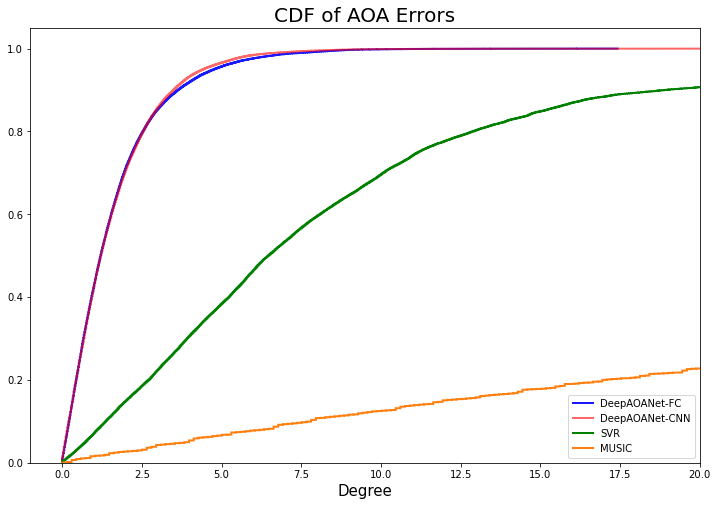 CDF of AOA Errors
1.0
0.8
0.6
0.4
0.2
0.0
0.0 2.5 5.0 7.5 10.0 12.5 15.0 17.5 20.0
Degree
DeepAOANet-FC
DeepAOANet-CNN
SVR
MUSIC